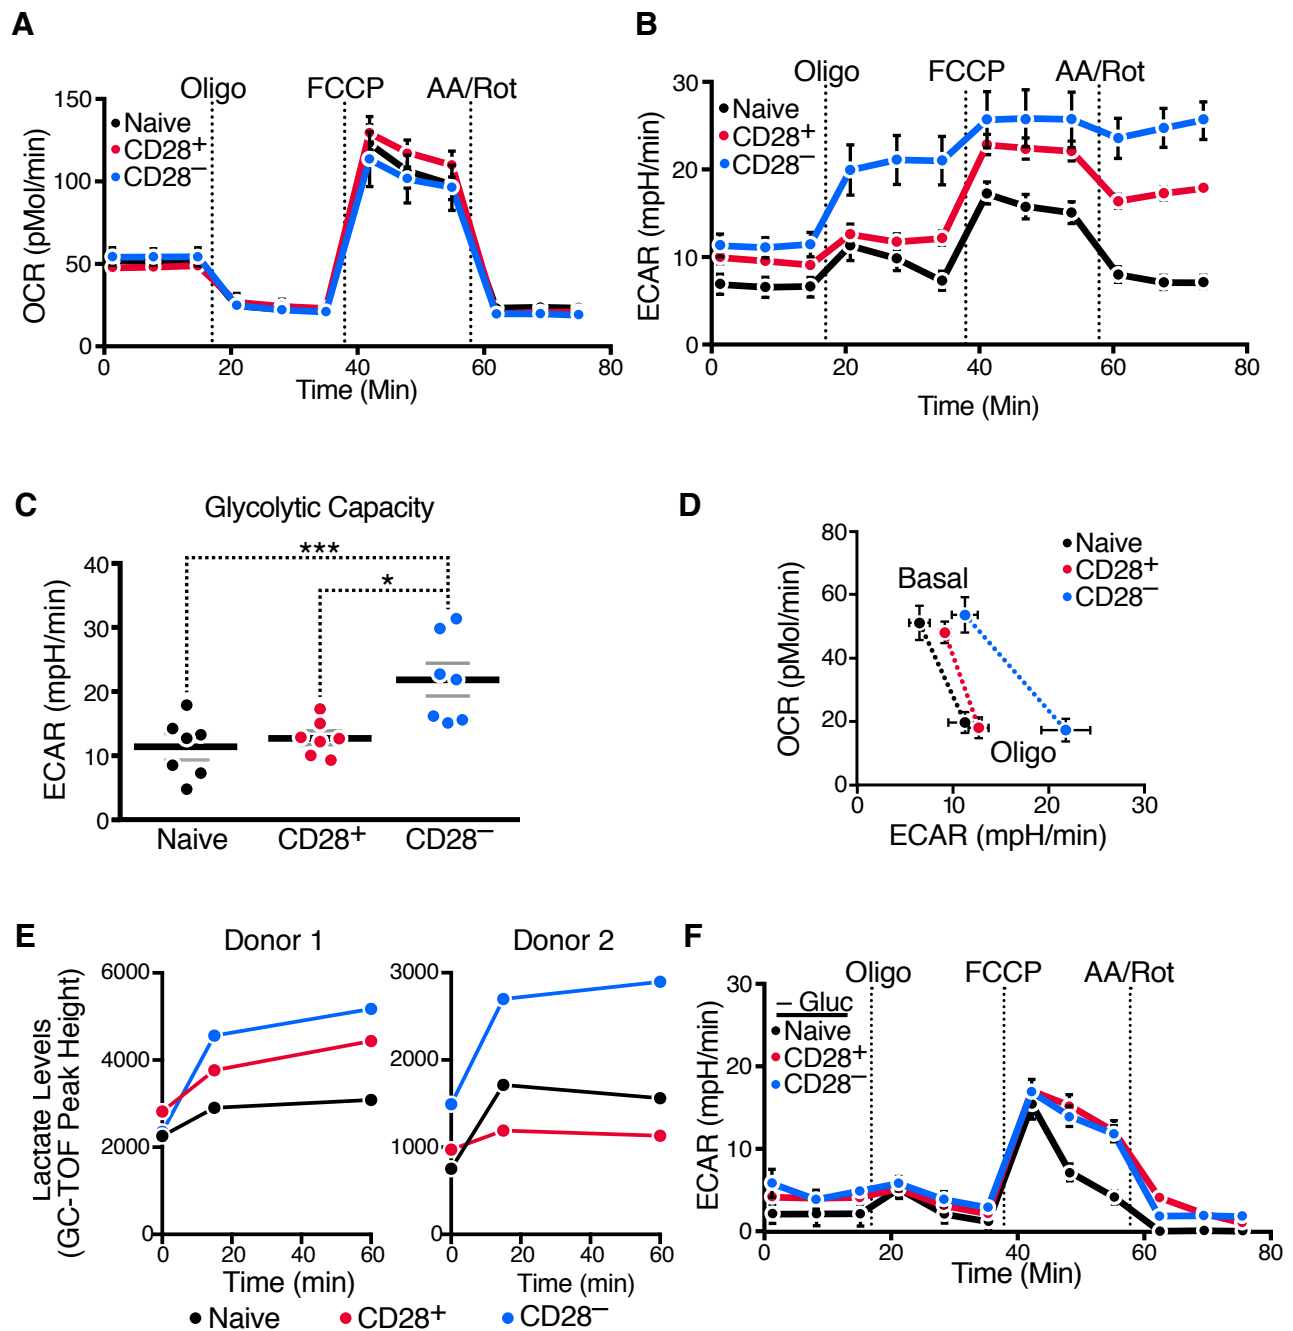 A
Oligo FCCP AA/Rot
Naive
CD28+
CD28–
OCR (pMol/min)
150
100
50
0
0 20 40 60 80
Time (Min)
B
Oligo FCCP AA/Rot
Naive
CD28+
CD28–
ECAR (mpH/min)
30
20
10
0
0 20 40 60 80
Time (Min)
C
Glycolytic Capacity
***
*
ECAR (mpH/min)
40
30
20
10
0
Naive CD28+ CD28–
D
Naive
CD28+
CD28–
Basal
Oligo
OCR (pMol/min)
80
60
40
20
0
0 10 20 30
ECAR (mpH/min)
E
Lactate Levels
(GC-TOF Peak Height)
Donor 1
6000
4000
2000
0
0 20 40 60
Time (min)
Donor 2
3000
2000
1000
0
0 20 40 60
Time (min)
Naive CD28+ CD28–
F
Oligo FCCP AA/Rot
– Gluc
Naive
CD28+
CD28–
ECAR (mpH/min)
30
20
10
0
0 20 40 60 80
Time (Min)